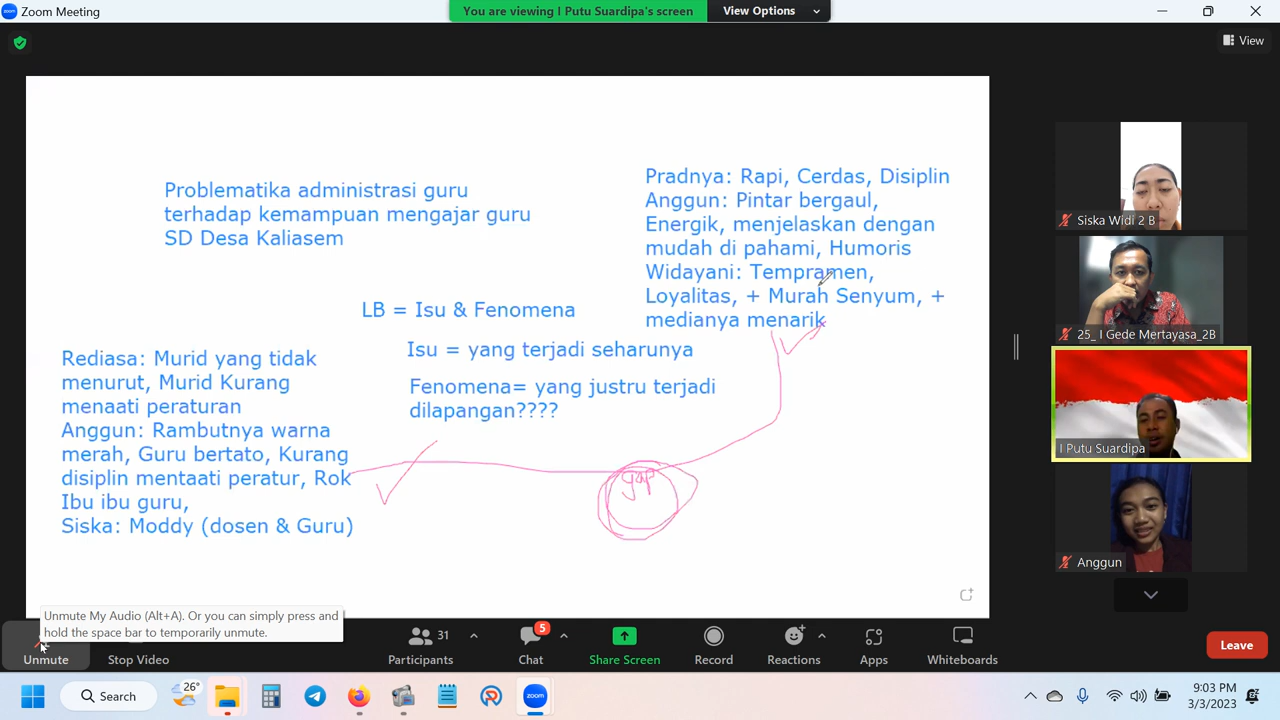 Zoom Meeting
You are viewing I Putu Suardipa's screen
View Options
View
Problematika administrasi guru
terhadap kemampuan mengajar guru
SD Desa Kaliasem
Pradnya: Rapi, Cerdas, Disiplin
Anggun: Pintar bergaul,
Energik, menjelaskan dengan
mudah di pahami, Humoris
Widayani: Tempramen,
Loyalitas, + Murah Senyum, +
medianya menarik
LB = Isu & Fenomena
Isu = yang terjadi seharunya
Fenomena= yang justru terjadi
dilapangan????
Rediasa: Murid yang tidak
menurut, Murid Kurang
menaati peraturan
Anggun: Rambutnya warna
merah, Guru bertato, Kurang
disiplin mentaati peratur, Rok
Ibu ibu guru,
Siska: Moddy (dosen & Guru)
gap
Siska Widi 2 B
25_ I Gede Mertayasa_2B
I Putu Suardipa
Anggun
Unmute My Audio (Alt+A). Or you can simply press and
hold the space bar to temporarily unmute.
Unmute
Stop Video
31
Participants
5
Chat
Share Screen
Record
Reactions
Apps
Whiteboards
Leave
Search
26°
9:03 PM
3/3/2023